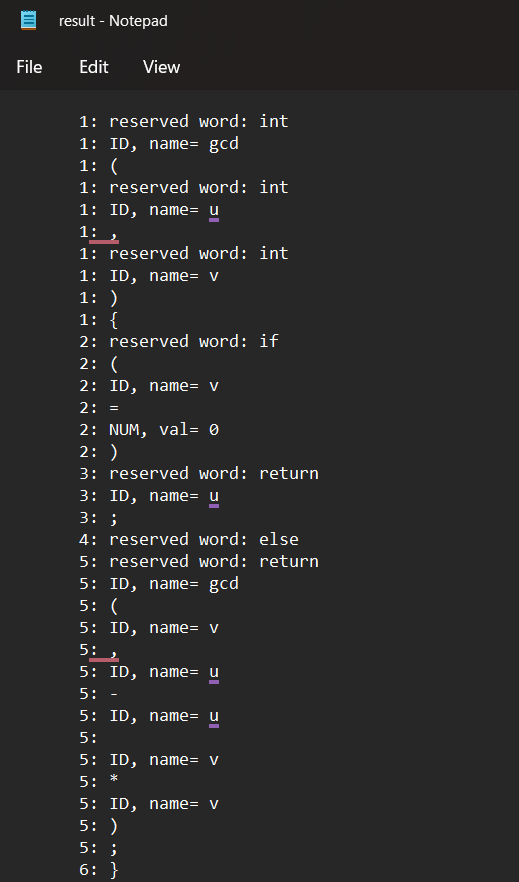 result - Notepad
File Edit View
1: reserved word: int
1: ID, name= gcd
1: (
1: reserved word: int
1: ID, name= u
1: ,
1: reserved word: int
1: ID, name= v
1: )
1: {
2: reserved word: if
2: (
2: ID, name= v
2: =
2: NUM, val= 0
2: )
3: reserved word: return
3: ID, name= u
3: ;
4: reserved word: else
5: reserved word: return
5: ID, name= gcd
5: (
5: ID, name= v
5: ,
5: ID, name= u
5: -
5: ID, name= u
5:
5: ID, name= v
5: *
5: ID, name= v
5: )
5: ;
6: }